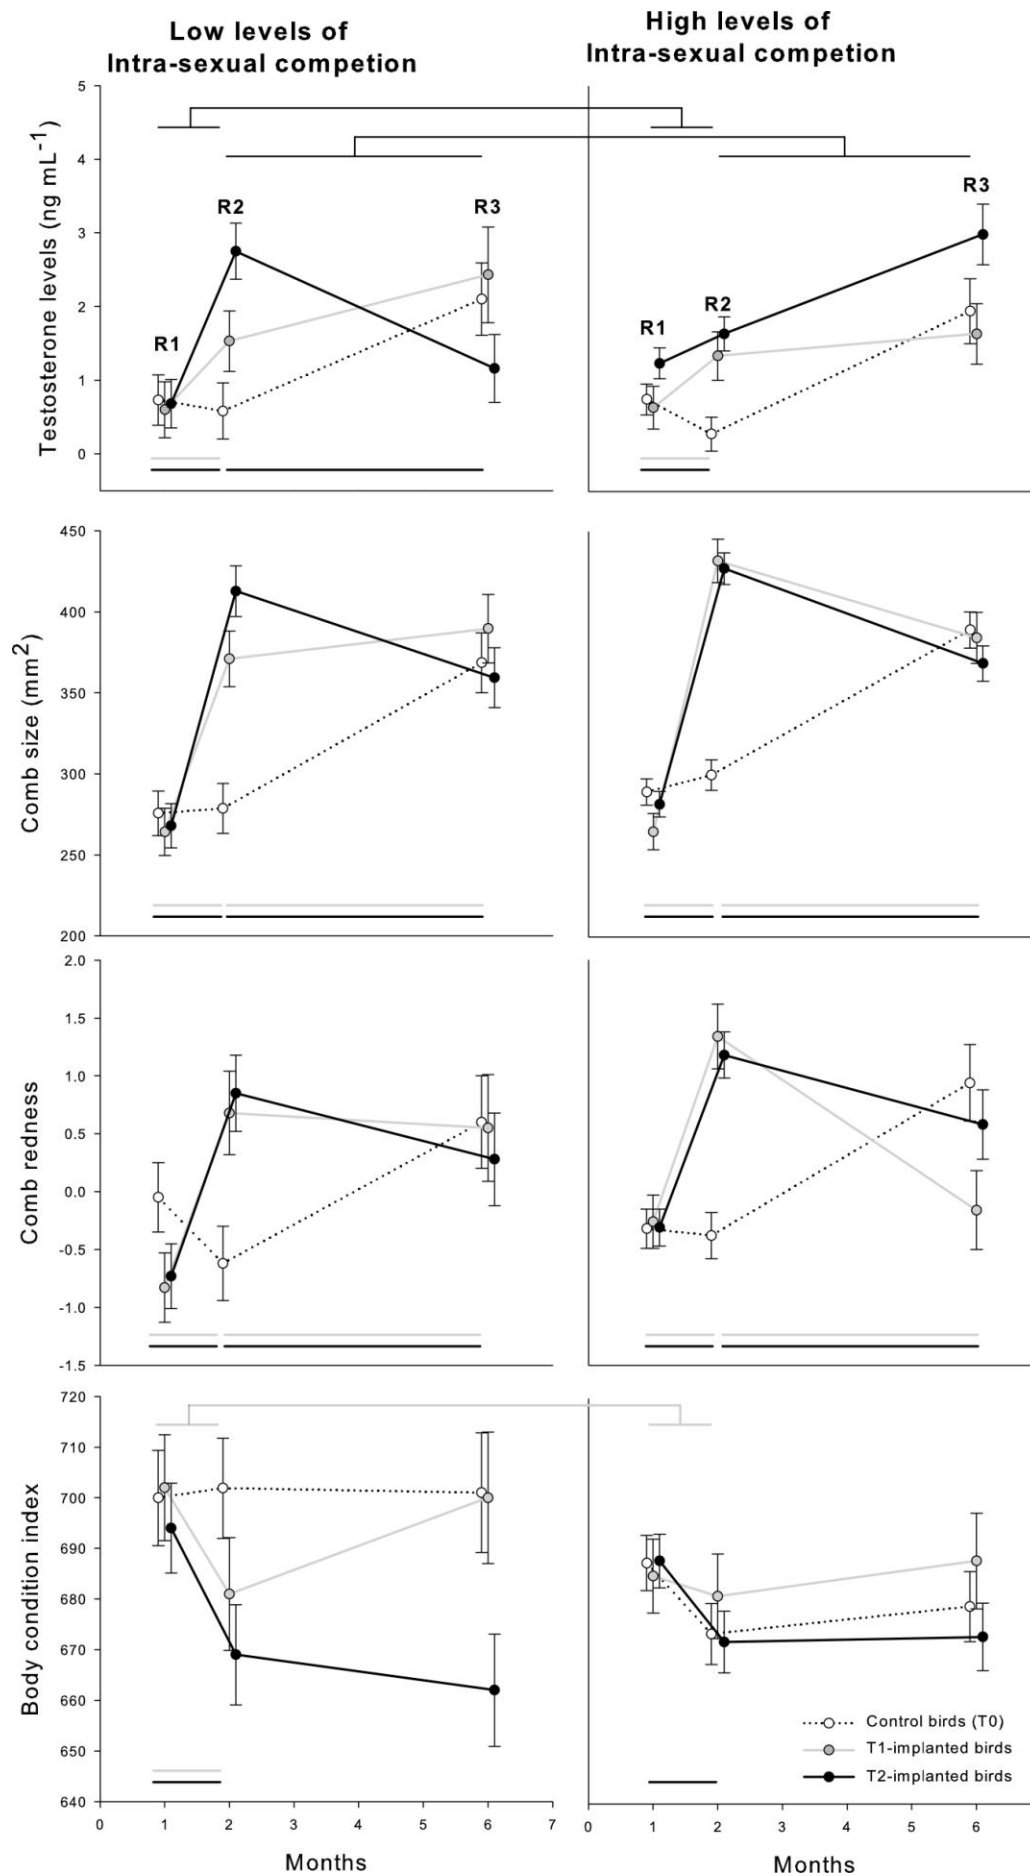 Low levels of
Intra-sexual competion
High levels of
Intra-sexual competion
Testosterone levels (ng mL-1)
5
4
3
2
1
0
R1
R2
R3
R1
R2
R3
Comb size (mm2)
450
400
350
300
250
200
Comb redness
2.0
1.5
1.0
0.5
0.0
-0.5
-1.0
-1.5
Body condition index
720
710
700
690
680
670
660
650
640
Control birds (T0)
T1-implanted birds
T2-implanted birds
0 1 2 3 4 5 6 7
0 1 2 3 4 5 6
Months
Months